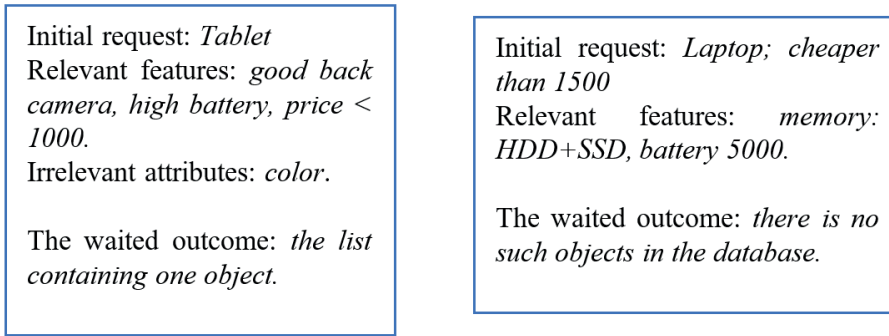 Initial request: Tablet
Relevant features: good back
camera, high battery, price <
1000.
Irrelevant attributes: color.
The waited outcome: the list
containing one object.
Initial request: Laptop; cheaper
than 1500
Relevant features: memory:
HDD+SSD, battery 5000.
The waited outcome: there is no
such objects in the database.